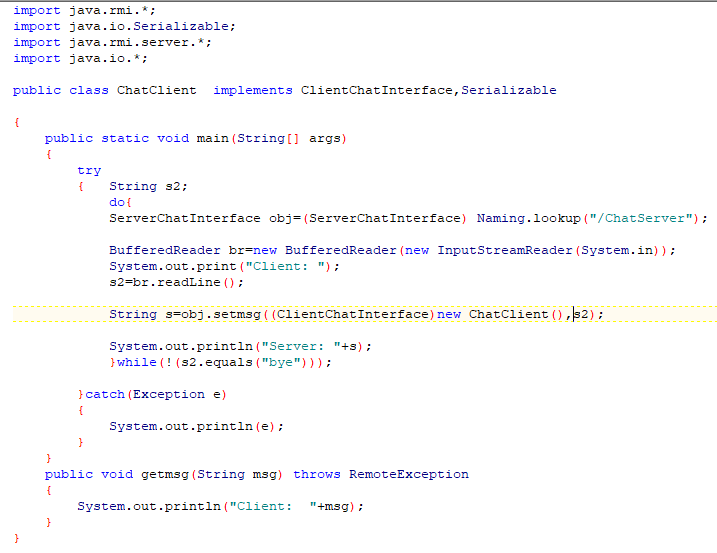 import java.rmi.*;
import java.io.Serializable;
import java.rmi.server.*;
import java.io.*;
public class ChatClient  implements ClientChatInterface,Serializable
{
    public static void main(String[] args)
    {
        try
        {   String s2;
            do{
            ServerChatInterface obj=(ServerChatInterface) Naming.lookup("/ChatServer");
            BufferedReader br=new BufferedReader(new InputStreamReader(System.in));
            System.out.print("Client: ");
            s2=br.readLine();
            String s=obj.setmsg((ClientChatInterface)new ChatClient(),s2);
            System.out.println("Server: "+s);
            }while(!(s2.equals("bye")));
        }catch(Exception e)
        {
            System.out.println(e);
        }
    }
    public void getmsg(String msg) throws RemoteException
    {
        System.out.println("Client:  "+msg);
    }
}